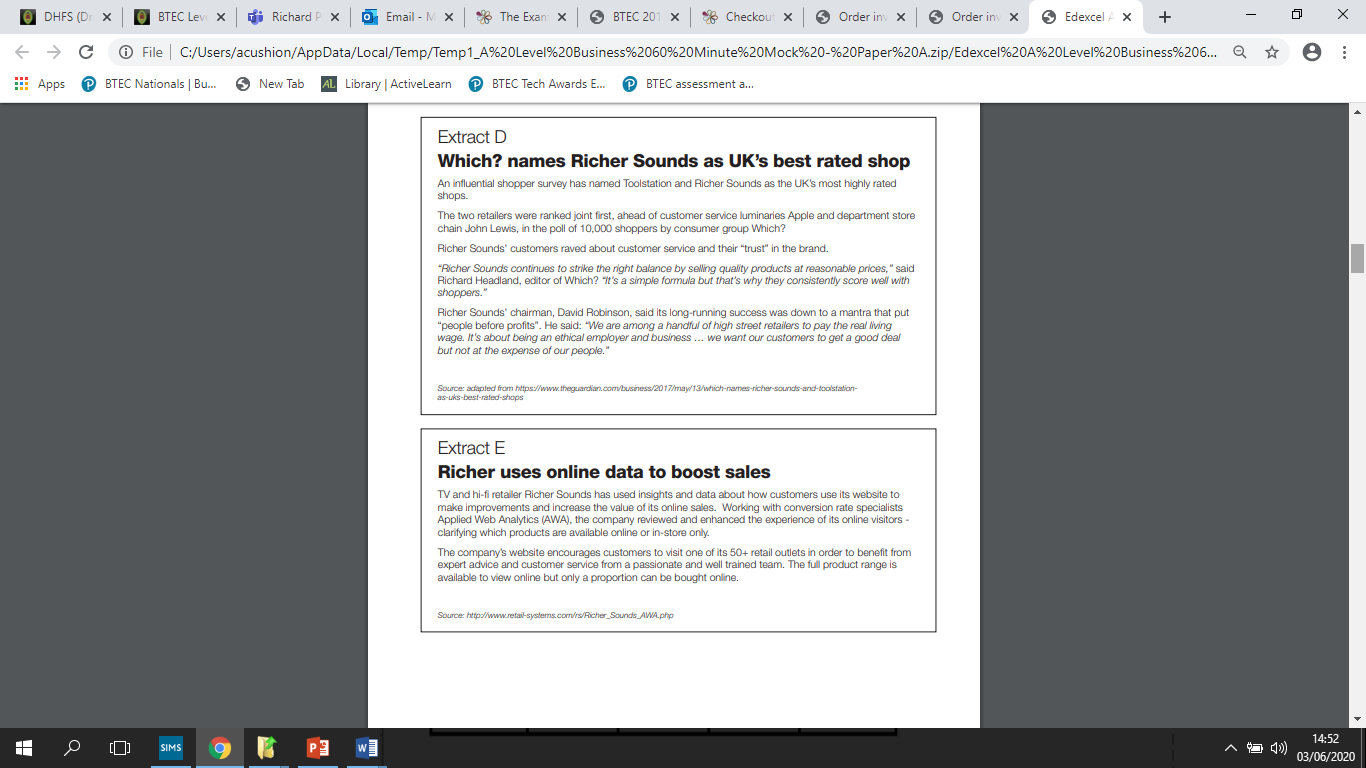 DHFS (Dr
BTEC Lev
Richard P
Email - M
The Exam
BTEC 201
Checkout
Order inv
Order inv
Edexcel A
File
C:/Users/acushion/AppData/Local/Temp/Temp1_A%20Level%20Business%2060%20Minute%20Mock%20-%20Paper%20A.zip/Edexcel%20A%20Level%20Business%206...
Apps
BTEC Nationals | Bu...
New Tab
AL
Library | ActiveLearn
BTEC Tech Awards E...
BTEC assessment a...
Extract D
Which? names Richer Sounds as UK’s best rated shop
An influential shopper survey has named Toolstation and Richer Sounds as the UK’s most highly rated
shops.
The two retailers were ranked joint first, ahead of customer service luminaries Apple and department store
chain John Lewis, in the poll of 10,000 shoppers by consumer group Which?
Richer Sounds’ customers raved about customer service and their “trust” in the brand.
“Richer Sounds continues to strike the right balance by selling quality products at reasonable prices,” said
Richard Headland, editor of Which? “It’s a simple formula but that’s why they consistently score well with
shoppers.”
Richer Sounds’ chairman, David Robinson, said its long-running success was down to a mantra that put
“people before profits”. He said: “We are among a handful of high street retailers to pay the real living
wage. It’s about being an ethical employer and business … we want our customers to get a good deal
but not at the expense of our people.”
Source: adapted from https://www.theguardian.com/business/2017/may/13/which-names-richer-sounds-and-toolstation-
as-uks-best-rated-shops
Extract E
Richer uses online data to boost sales
TV and hi-fi retailer Richer Sounds has used insights and data about how customers use its website to
make improvements and increase the value of its online sales. Working with conversion rate specialists
Applied Web Analytics (AWA), the company reviewed and enhanced the experience of its online visitors -
clarifying which products are available online or in-store only.
The company’s website encourages customers to visit one of its 50+ retail outlets in order to benefit from
expert advice and customer service from a passionate and well trained team. The full product range is
available to view online but only a proportion can be bought online.
Source: http://www.retail-systems.com/rs/Richer_Sounds_AWA.php
SIMS
14:52
03/06/2020